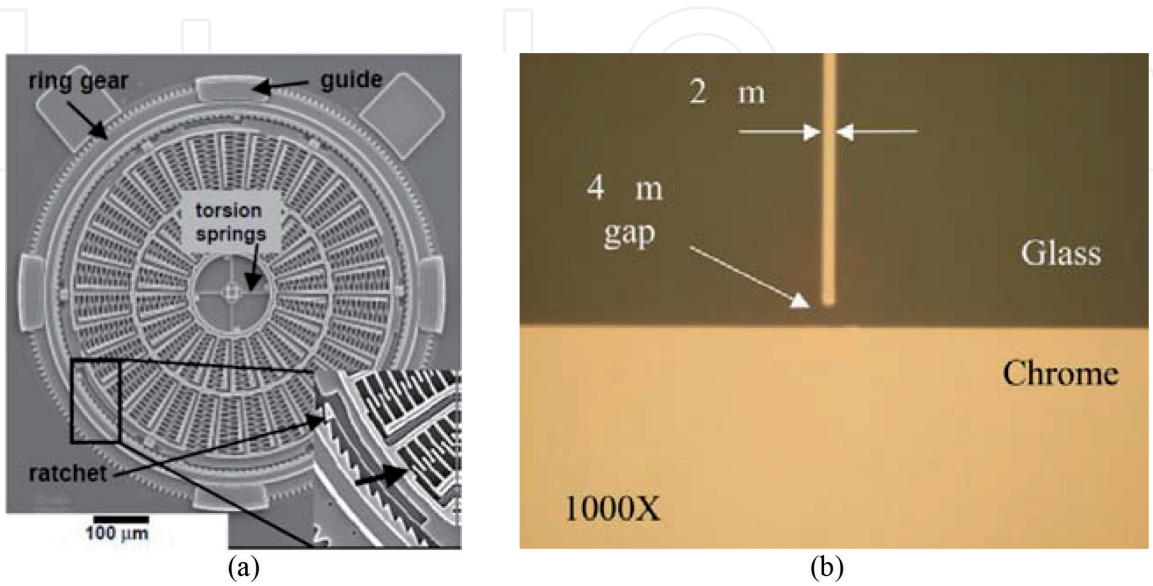 ring gear
guide
torsion
springs
ratchet
100 μm
(a)
2 m
4 m
gap
Glass
Chrome
1000X
(b)